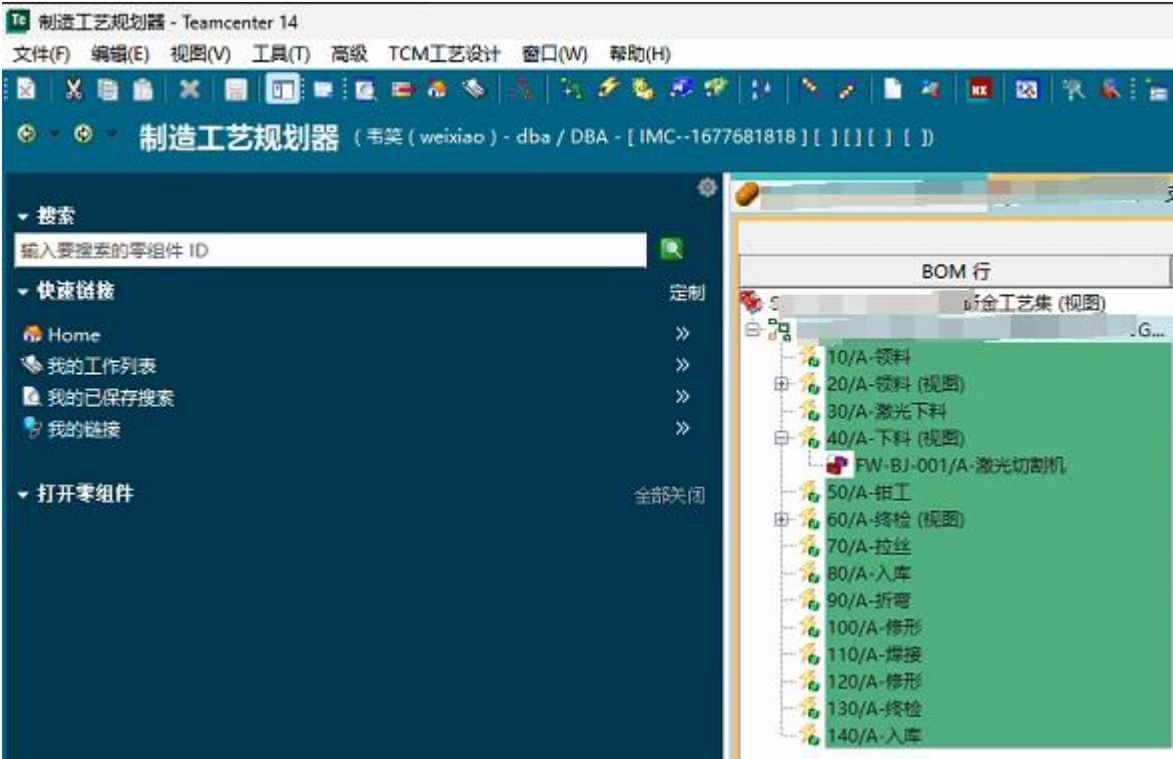 制造工艺规划器 - Teamcenter 14
文件(F) 编辑(E) 视图(V) 工具(T) 高级 TCM工艺设计 窗口(W) 帮助(H)
制造工艺规划器 ( 韦笑 ( weixiao ) - dba / DBA - [ IMC--1677681818 ] [ ] [ ] [ ] [ ])
搜索
输入要搜索的零组件 ID
快速链接 定制
Home
我的工作列表
我的已保存搜索
我的链接
打开零组件 全部关闭
BOM 行
金工艺集 (视图)
.G...
10/A-领料
20/A-领料 (视图)
30/A-激光下料
40/A-下料 (视图)
FW-BJ-001/A-激光切割机
50/A-钳工
60/A-终检 (视图)
70/A-拉丝
80/A-入库
90/A-折弯
100/A-修形
110/A-焊接
120/A-修形
130/A-终检
140/A-入库